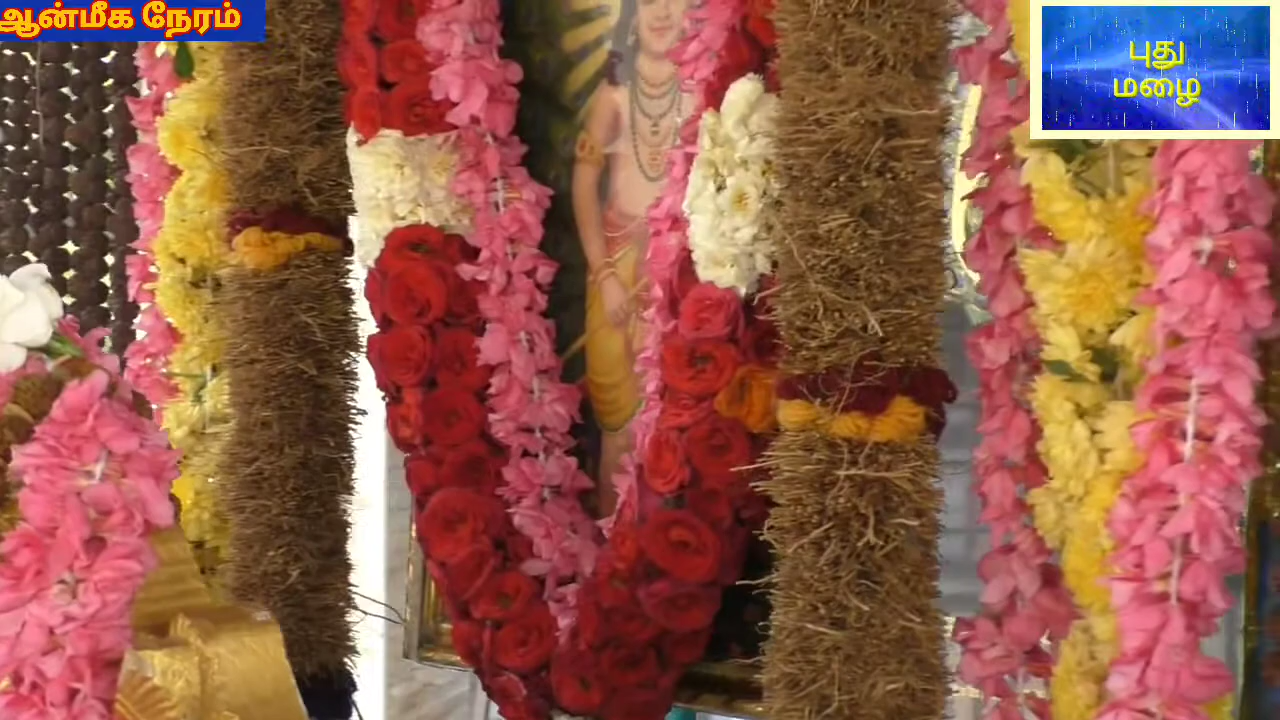 ஆன்மீக நேரம்
புது
மழை